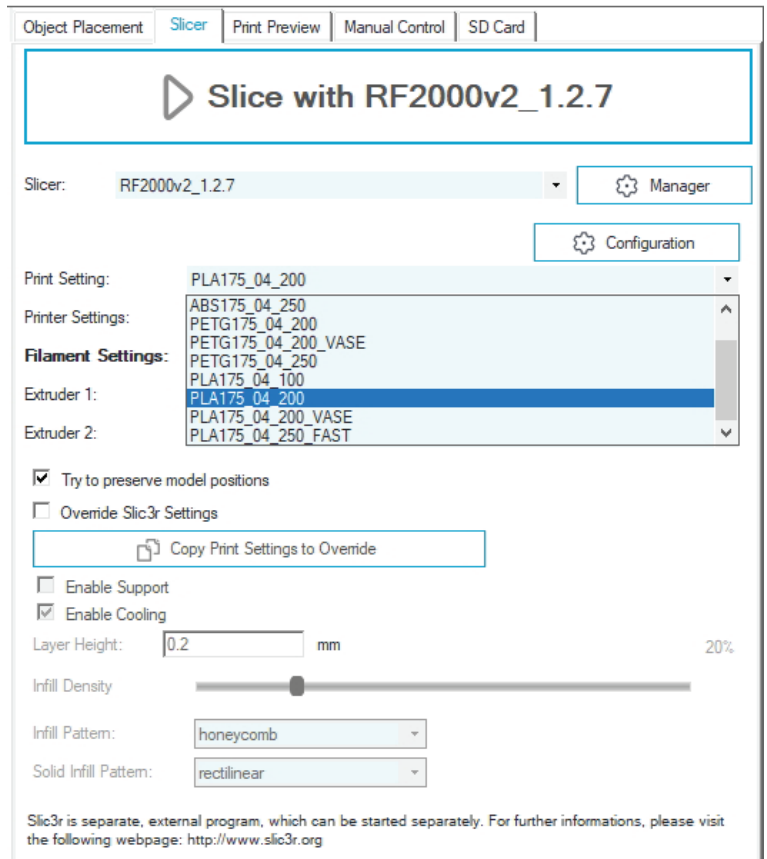 Object Placement Slicer Print Preview Manual Control SD Card
Slice with RF2000v2_1.2.7
Slicer: RF2000v2_1.2.7 Manager
Configuration
Print Setting: PLA175_04_200
ABS175_04_250
Printer Settings: PETG175_04_200
PETG175_04_200_VASE
Filament Settings: PETG175_04_250
PLA175_04_100
Extruder 1: PLA175_04_200
PLA175_04_200_VASE
Extruder 2: PLA175_04_250_FAST
Try to preserve model positions
Override Slic3r Settings
Copy Print Settings to Override
Enable Support
Enable Cooling
Layer Height: 0.2 mm 20%
Infill Density
Infill Pattern: honeycomb
Solid Infill Pattern: rectilinear
Slic3r is separate, external program, which can be started separately. For further informations, please visit
the following webpage: http://www.slic3r.org